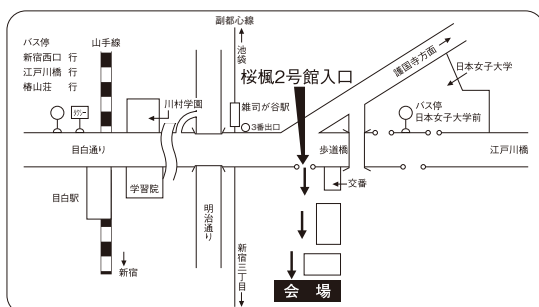 バス停
新宿西口 行
江戸川橋 行
椿山荘 行
山手線
副都心線
池袋
桜楓2号館入口
護国寺方面
日本女子大学
タクシー
川村学園
雑司が谷駅
3番出口
バス停
日本女子大学前
目白通り
歩道橋
江戸川橋
目白駅
学習院
明治通り
交番
新宿三丁目
新宿
会場